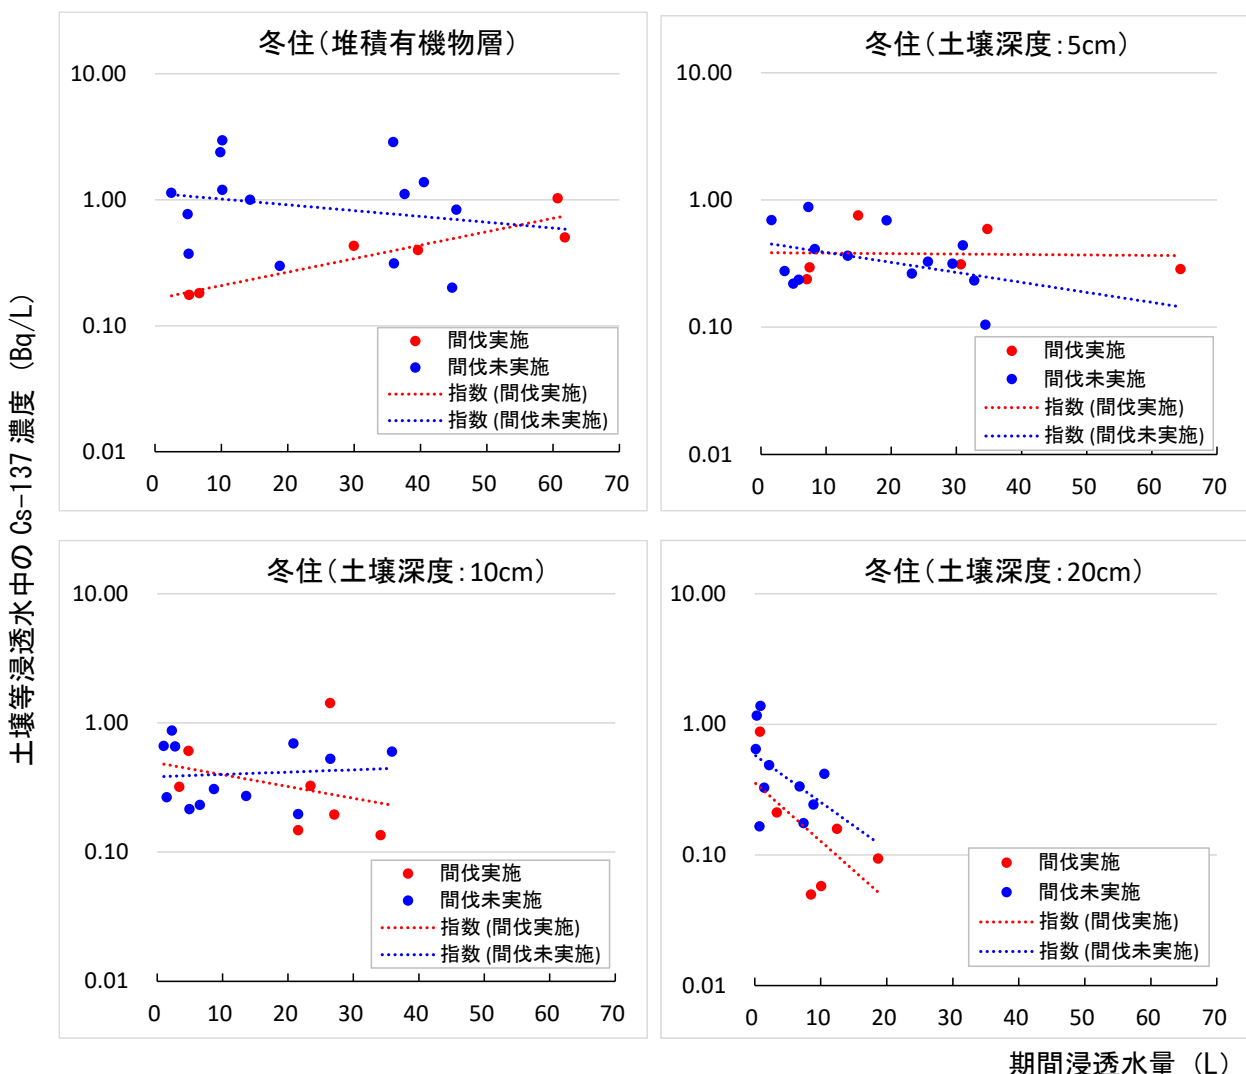 土壌等浸透水中の Cs-137 濃度 (Bq/L)
冬住(堆積有機物層)
10.00
1.00
0.10
0.01
0 10 20 30 40 50 60 70
間伐実施
間伐未実施
指数 (間伐実施)
指数 (間伐未実施)
冬住(土壌深度:5cm)
10.00
1.00
0.10
0.01
0 10 20 30 40 50 60 70
間伐実施
間伐未実施
指数 (間伐実施)
指数 (間伐未実施)
冬住(土壌深度:10cm)
10.00
1.00
0.10
0.01
0 10 20 30 40 50 60 70
間伐実施
間伐未実施
指数 (間伐実施)
指数 (間伐未実施)
冬住(土壌深度:20cm)
10.00
1.00
0.10
0.01
0 10 20 30 40 50 60 70
間伐実施
間伐未実施
指数 (間伐実施)
指数 (間伐未実施)
期間浸透水量 (L)